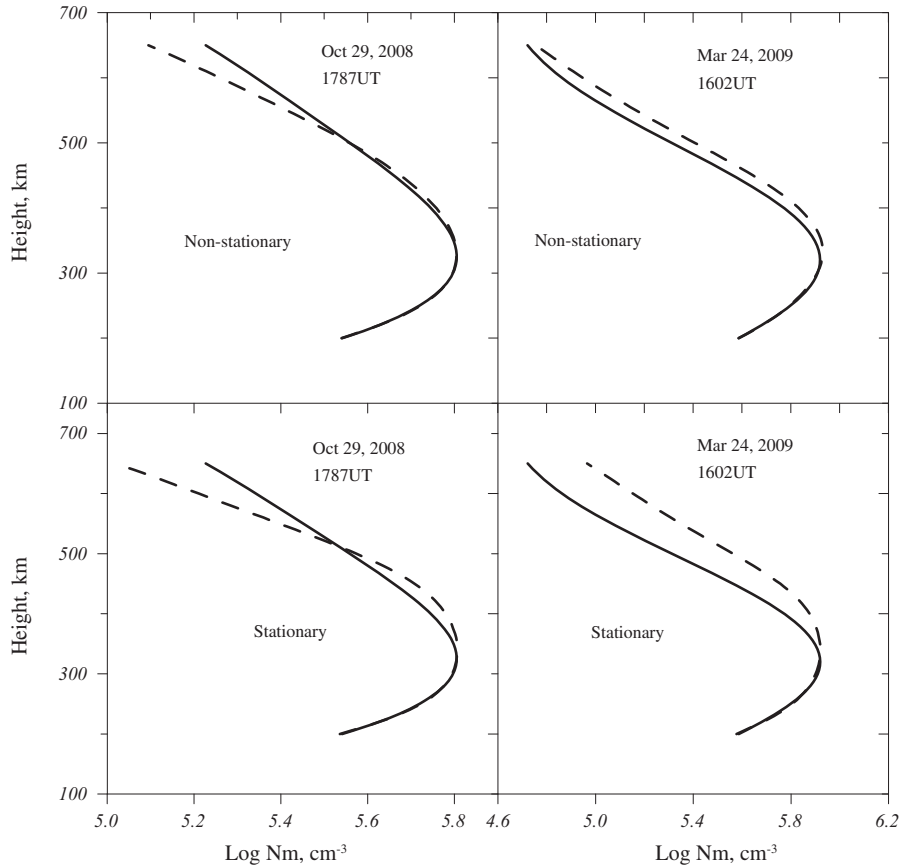 700
500
300
100
Height, km
Oct 29, 2008
1787UT
Non-stationary
Mar 24, 2009
1602UT
Non-stationary
700
500
300
100
Height, km
Oct 29, 2008
1787UT
Stationary
Mar 24, 2009
1602UT
Stationary
5.0 5.2 5.4 5.6 5.8 4.6 5.0 5.4 5.8 6.2
Log Nm, cm⁻³ Log Nm, cm⁻³